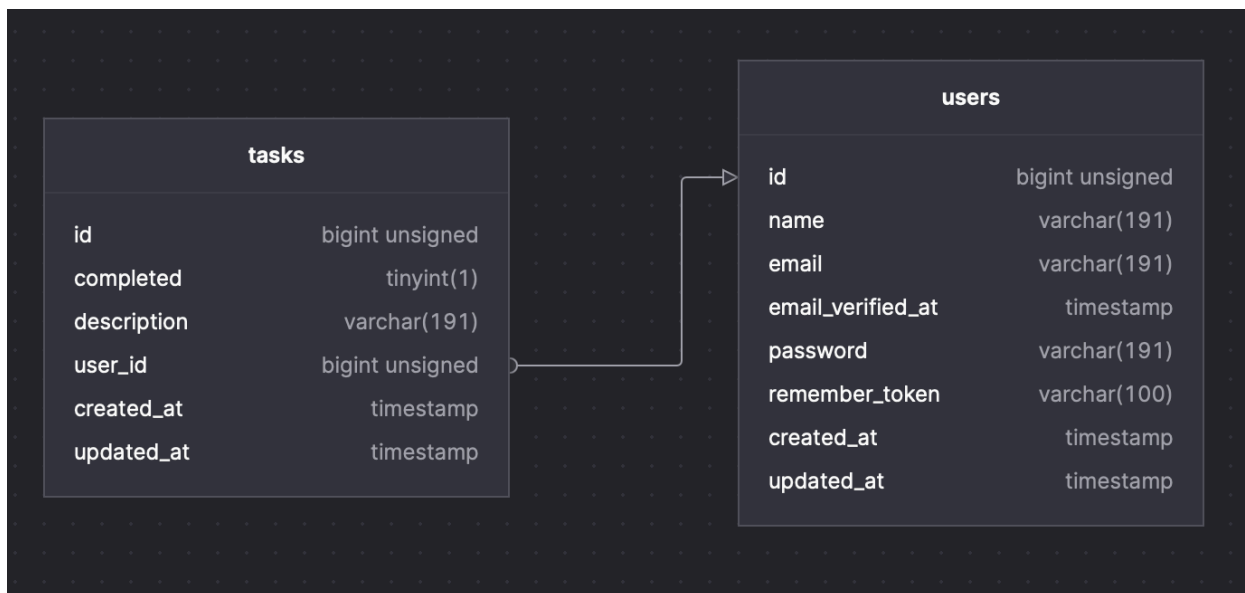 tasks
id bigint unsigned
completed tinyint(1)
description varchar(191)
user_id bigint unsigned
created_at timestamp
updated_at timestamp
users
id bigint unsigned
name varchar(191)
email varchar(191)
email_verified_at timestamp
password varchar(191)
remember_token varchar(100)
created_at timestamp
updated_at timestamp